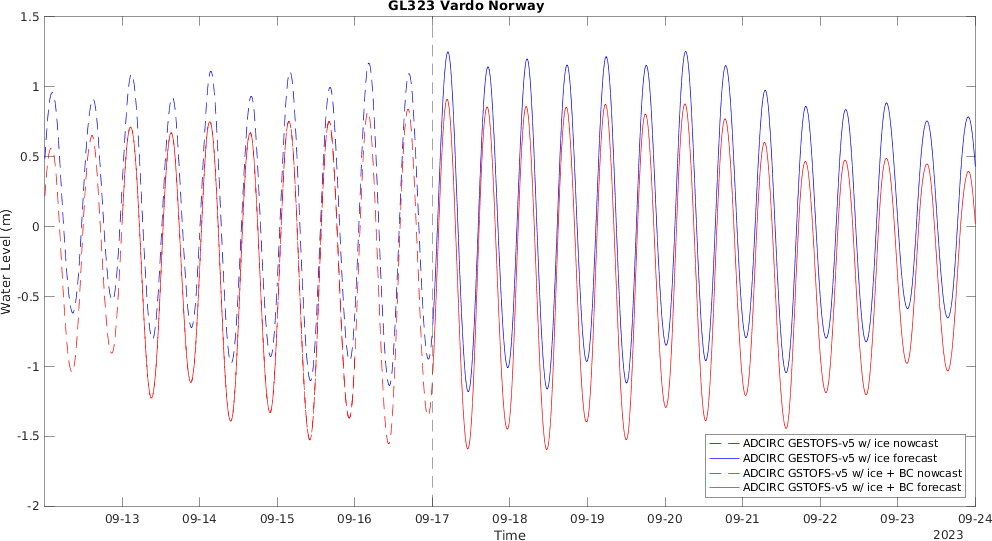 GL323 Vardo Norway
1.5
1
0.5
0
-0.5
-1
-1.5
-2
Water Level (m)
ADCIRC GESTOFS-v5 w/ ice nowcast
ADCIRC GESTOFS-v5 w/ ice forecast
ADCIRC GSTOFS-v5 w/ ice + BC nowcast
ADCIRC GSTOFS-v5 w/ ice + BC forecast
09-13 09-14 09-15 09-16 09-17 09-18 09-19 09-20 09-21 09-22 09-23 09-24
Time
2023